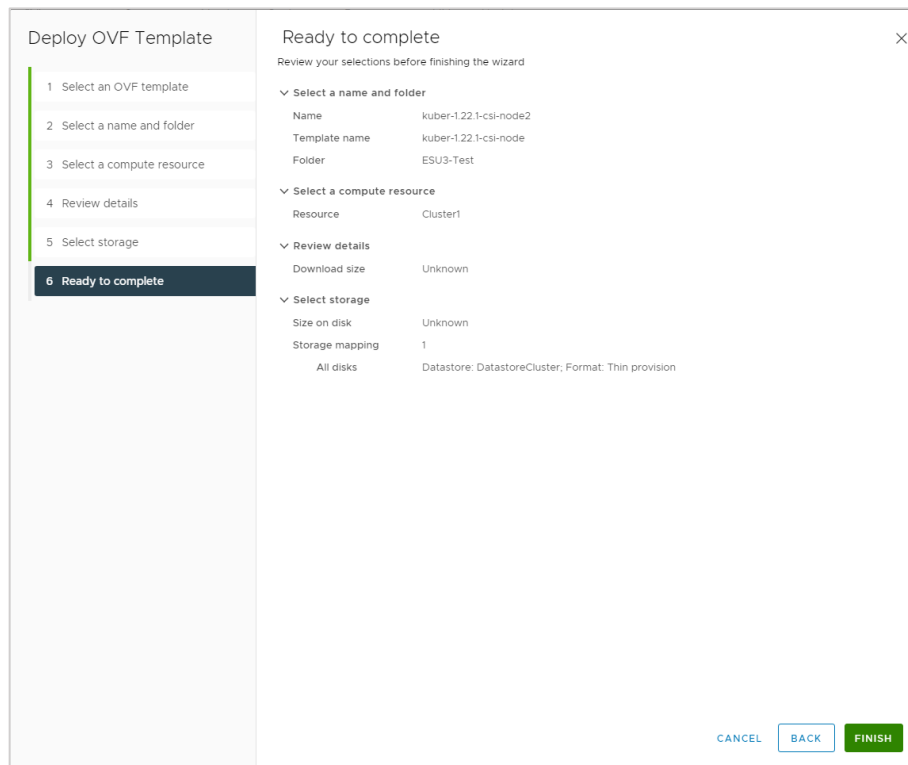 Deploy OVF Template
1 Select an OVF template
2 Select a name and folder
3 Select a compute resource
4 Review details
5 Select storage
6 Ready to complete
Ready to complete
Review your selections before finishing the wizard
Select a name and folder
Name kuber-1.22.1-csi-node2
Template name kuber-1.22.1-csi-node
Folder ESU3-Test
Select a compute resource
Resource Cluster1
Review details
Download size Unknown
Select storage
Size on disk Unknown
Storage mapping 1
All disks Datastore: DatastoreCluster; Format: Thin provision
CANCEL BACK FINISH